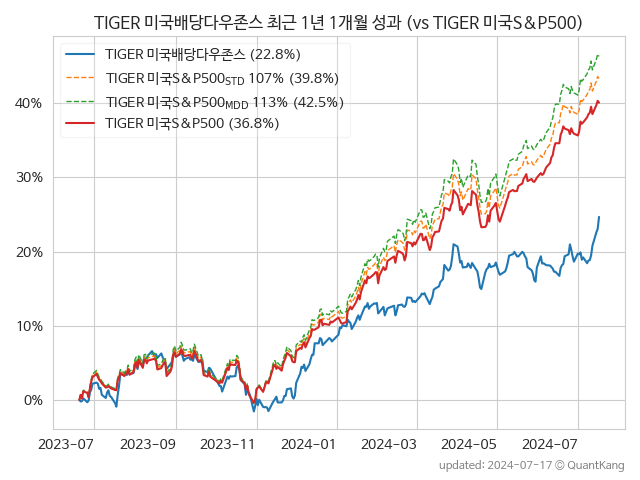 TIGER 미국배당다우존스 최근 1년 1개월 성과 (vs TIGER 미국S&P500)
TIGER 미국배당다우존스 (22.8%)
TIGER 미국S&P500STD 107% (39.8%)
TIGER 미국S&P500MDD 113% (42.5%)
TIGER 미국S&P500 (36.8%)
40%
30%
20%
10%
0%
2023-07 2023-09 2023-11 2024-01 2024-03 2024-05 2024-07
updated: 2024-07-17 © QuantKang